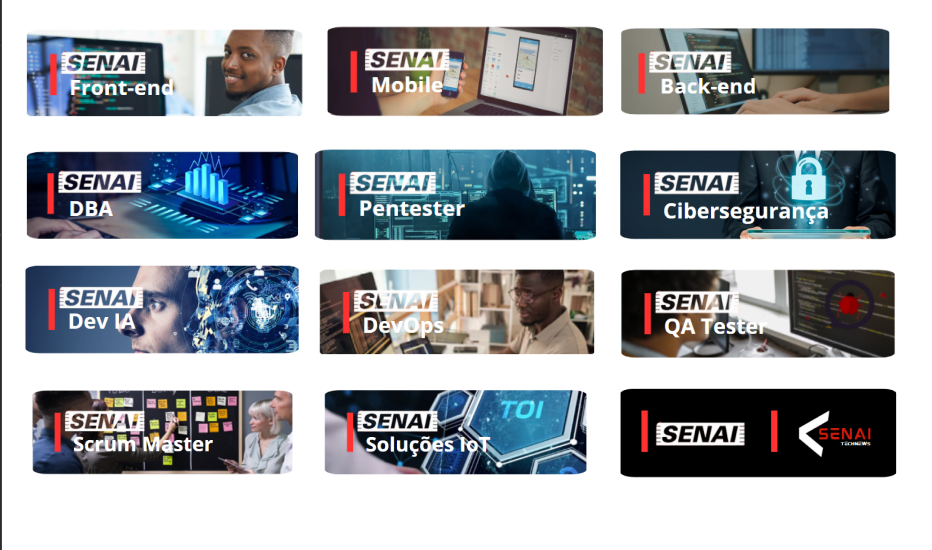 SENAI
Front-end
SENAI
Mobile
SENAI
Back-end
SENAI
DBA
SENAI
Pentester
SENAI
Cibersegurança
SENAI
Dev IA
SENAI
DevOps
SENAI
QA Tester
SENAI
Scrum Master
SENAI
Soluções IoT
TOI
SENAI
SENAI
TECHNEWS